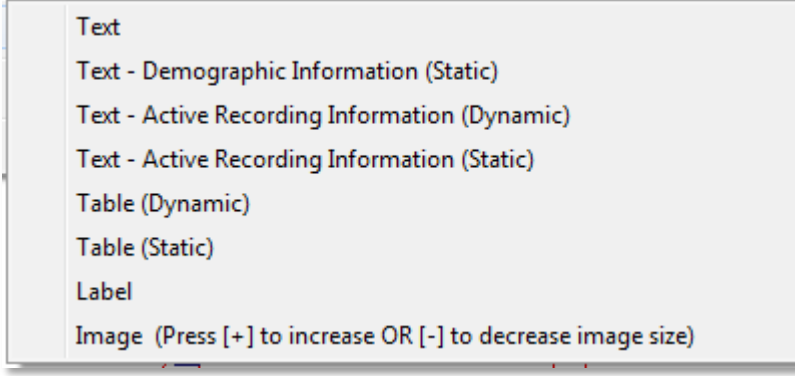 Text
Text - Demographic Information (Static)
Text - Active Recording Information (Dynamic)
Text - Active Recording Information (Static)
Table (Dynamic)
Table (Static)
Label
Image  (Press [+] to increase OR [-] to decrease image size)